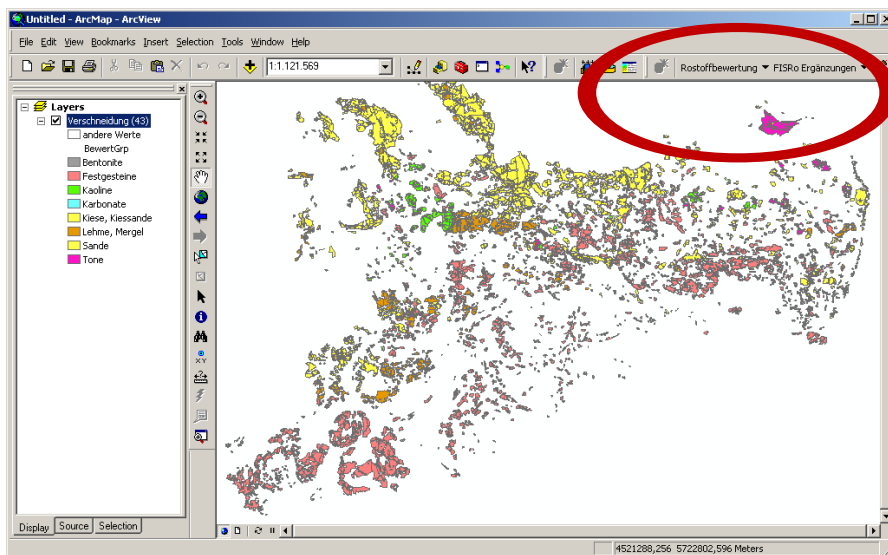 Untitled - ArcMap - ArcView
File Edit View Bookmarks Insert Selection Tools Window Help
1:1.121.569
Rostoffbewertung FISRo Ergänzungen
Layers
Verschneidung (43)
andere Werte
BewertGrp
Bentonite
Festgesteine
Kaoline
Karbonate
Kiese, Kiessande
Lehme, Mergel
Sande
Tone
XY
Display Source Selection
4521288,256 5722802,596 Meters